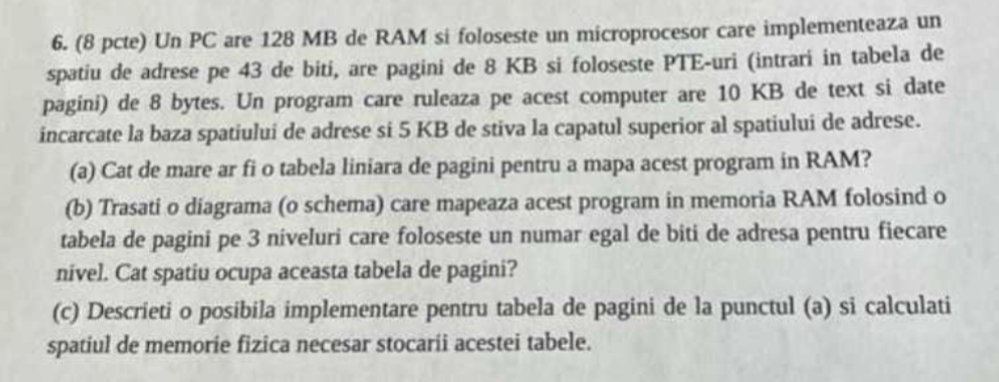 6. (8 pcte) Un PC are 128 MB de RAM si foloseste un microprocesor care implementeaza un
spatiu de adrese pe 43 de biti, are pagini de 8 KB si foloseste PTE-uri (intrari in tabela de
pagini) de 8 bytes. Un program care ruleaza pe acest computer are 10 KB de text si date
incarcate la baza spatiului de adrese si 5 KB de stiva la capatul superior al spatiului de adrese.
(a) Cat de mare ar fi o tabela liniara de pagini pentru a mapa acest program in RAM?
(b) Trasati o diagrama (o schema) care mapeaza acest program in memoria RAM folosind o
tabela de pagini pe 3 niveluri care foloseste un numar egal de biti de adresa pentru fiecare
nivel. Cat spatiu ocupa aceasta tabela de pagini?
(c) Descrieti o posibila implementare pentru tabela de pagini de la punctul (a) si calculati
spatiul de memorie fizica necesar stocarii acestei tabele.